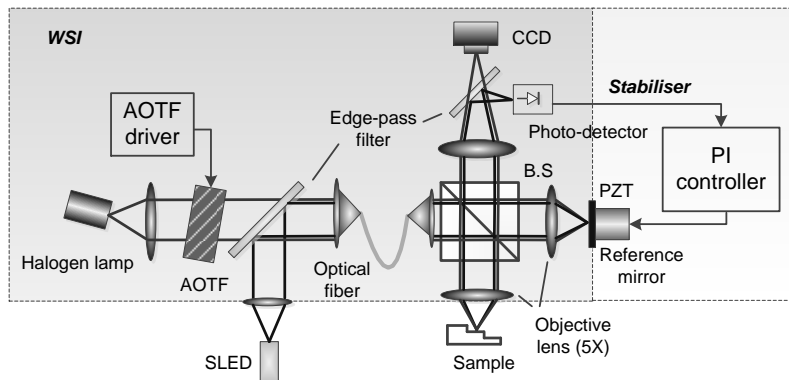 WSI
CCD
AOTF
driver
Edge-pass
filter
Stabiliser
Photo-detector
PI
controller
B.S
PZT
Halogen lamp
AOTF
Optical
fiber
Reference
mirror
SLED
Sample
Objective
lens (5X)